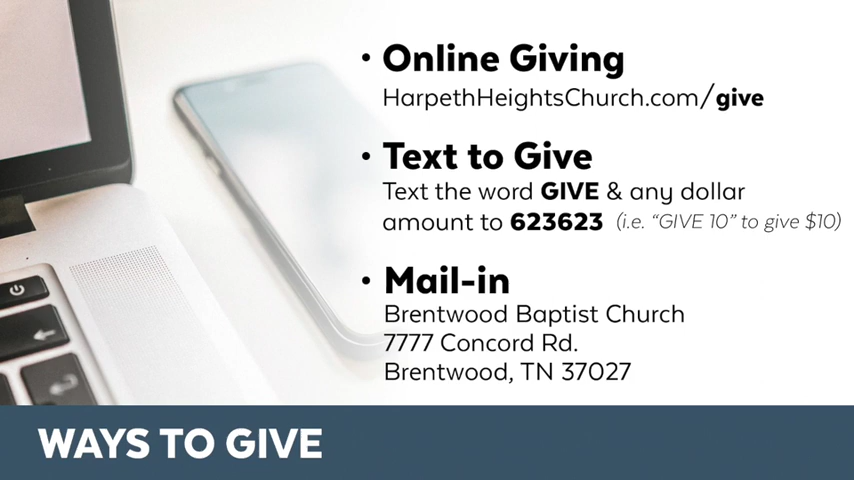 • Online Giving
HarpethHeightsChurch.com/give
• Text to Give
Text the word GIVE & any dollar
amount to 623623 (i.e. “GIVE 10” to give $10)
• Mail-in
Brentwood Baptist Church
7777 Concord Rd.
Brentwood, TN 37027
WAYS TO GIVE